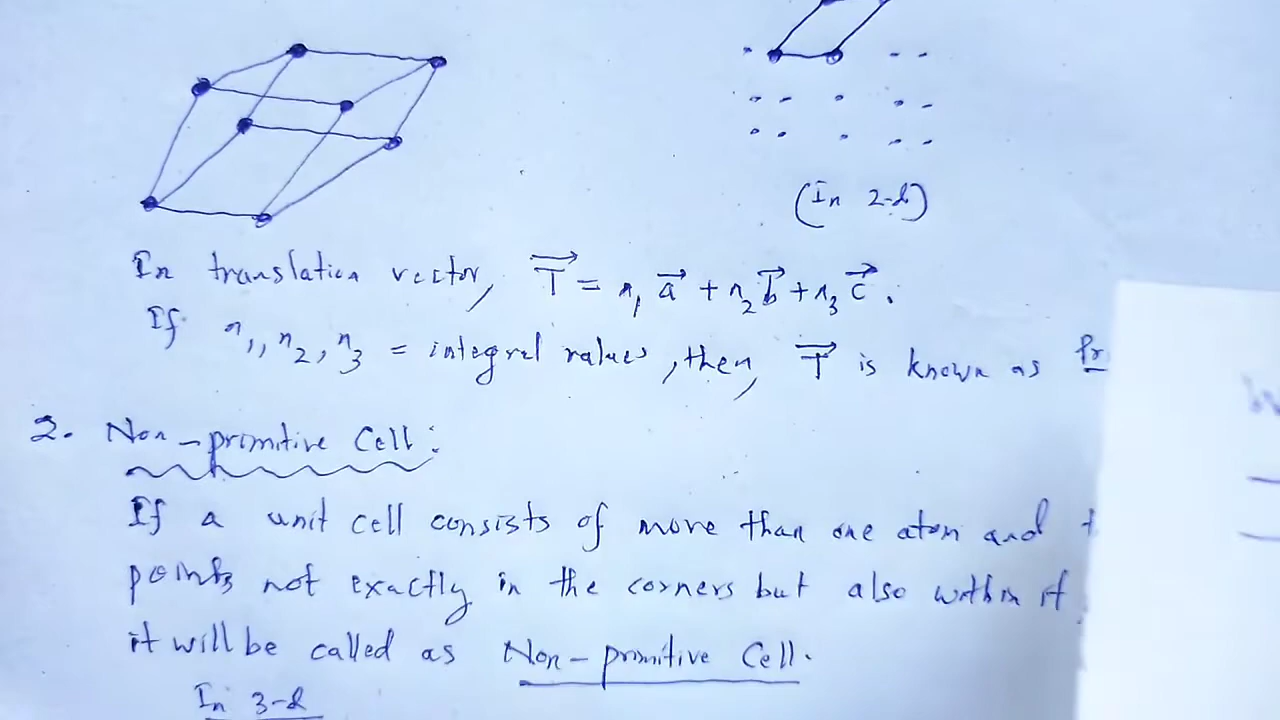 (In 2-d)
In translation vector, T = n₁ a + n₂ b + n₃ c.
If n₁, n₂, n₃ = integral values, then, T is known as Pr
2. Non-primitive Cell:
If a unit cell consists of more than one atom and t
points not exactly in the corners but also within it,
it will be called as Non-primitive Cell.
In 3-d